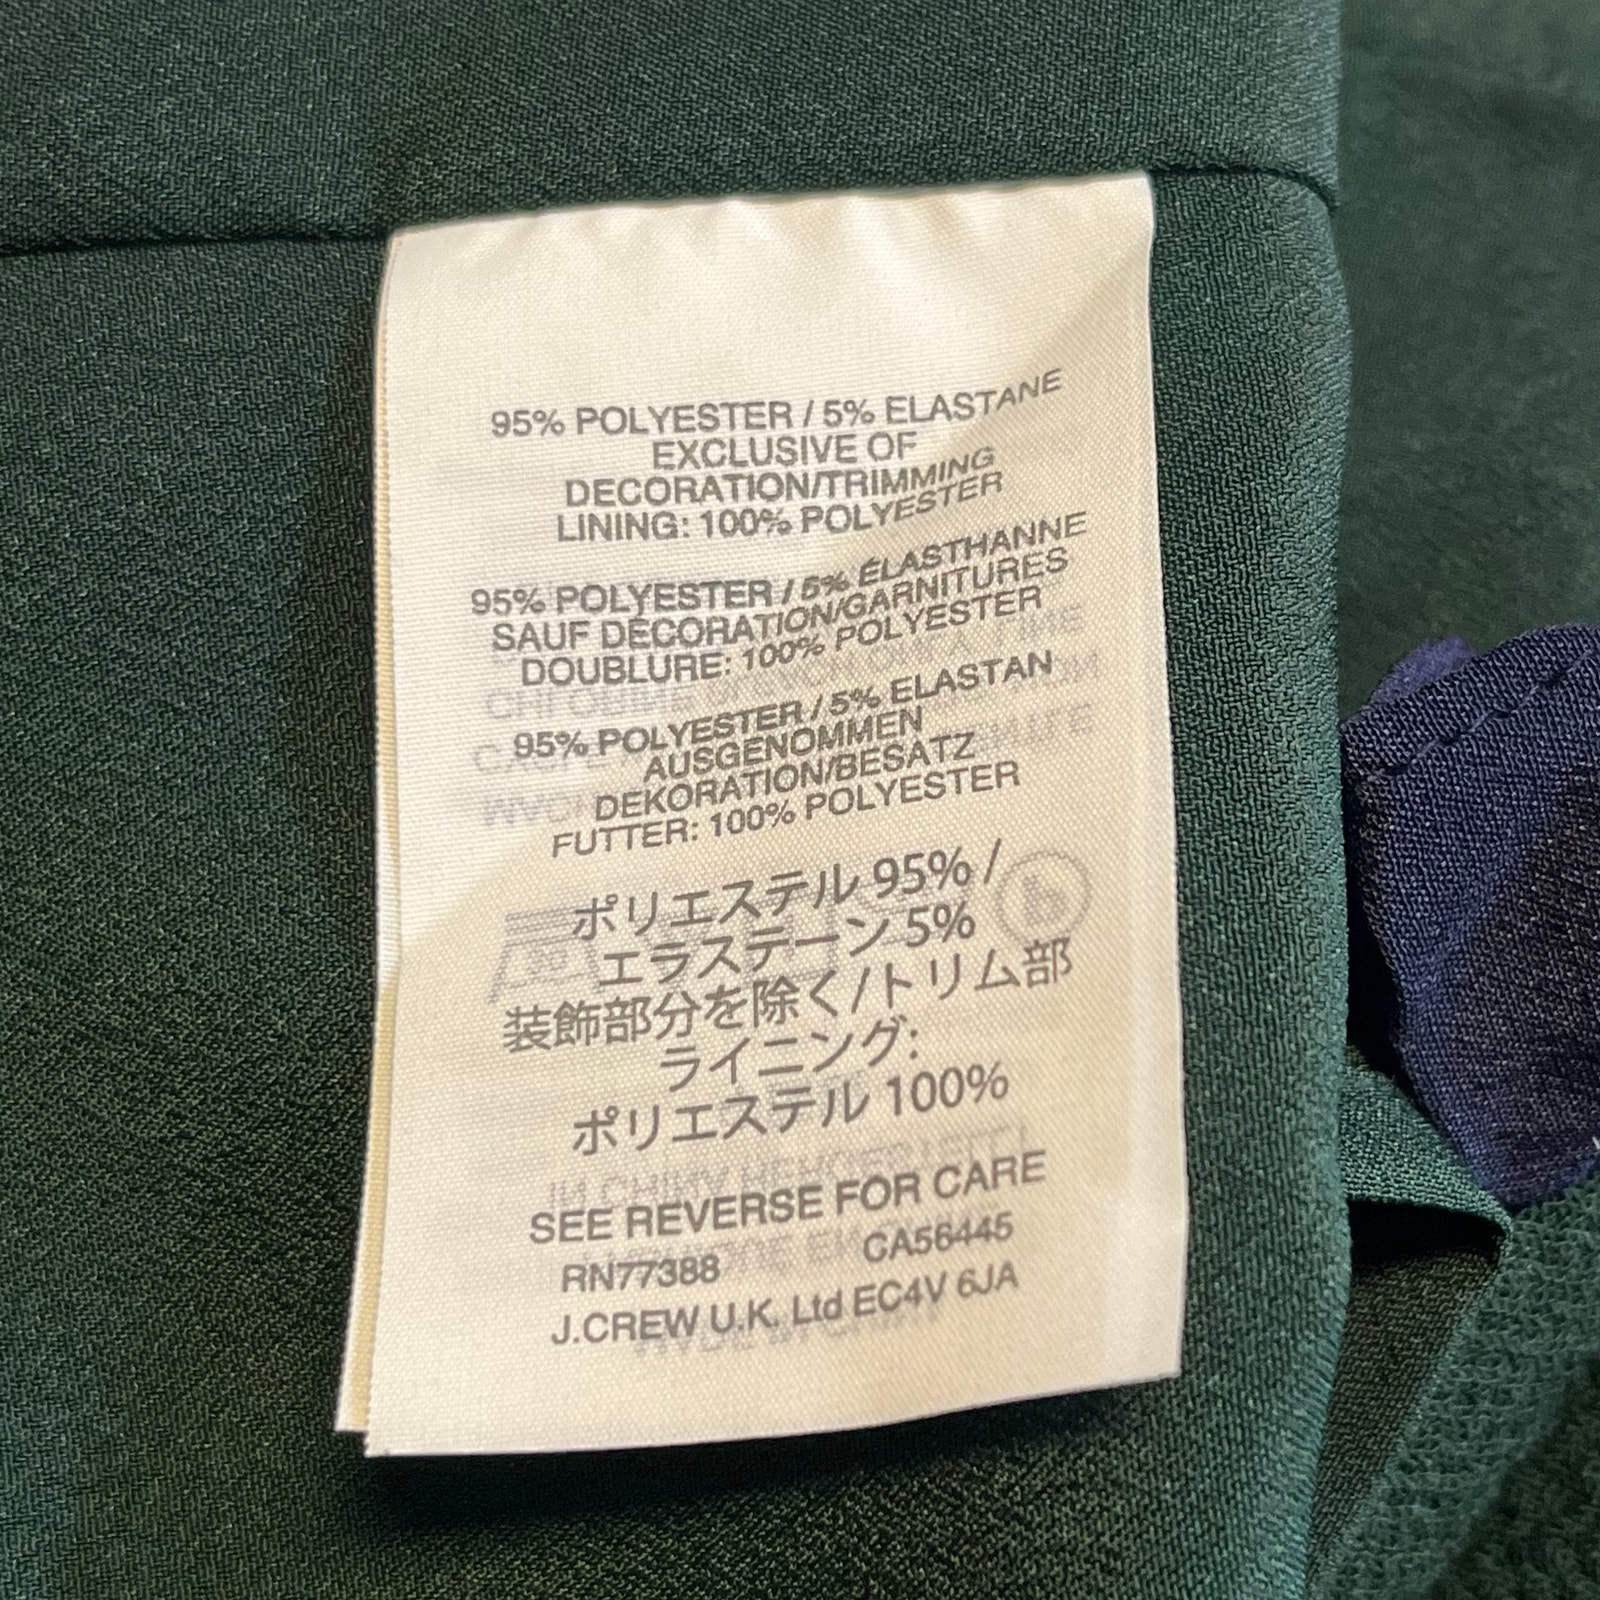 95% POLYESTER / 5% ELASTANE
EXCLUSIVE OF
DECORATION/TRIMMING
LINING: 100% POLYESTER
95% POLYESTER / 5% ÉLASTHANNE
SAUF DÉCORATION/GARNITURES
DOUBLURE: 100% POLYESTER
95% POLYESTER / 5% ELASTAN
AUSGENOMMEN
DEKORATION/BESATZ
FUTTER: 100% POLYESTER
ポリエステル 95% /
エラステーン 5%
装飾部分を除く/トリム部
ライニング:
ポリエステル 100%
SEE REVERSE FOR CARE
RN77388 CA56445
J.CREW U.K. Ltd EC4V 6JA